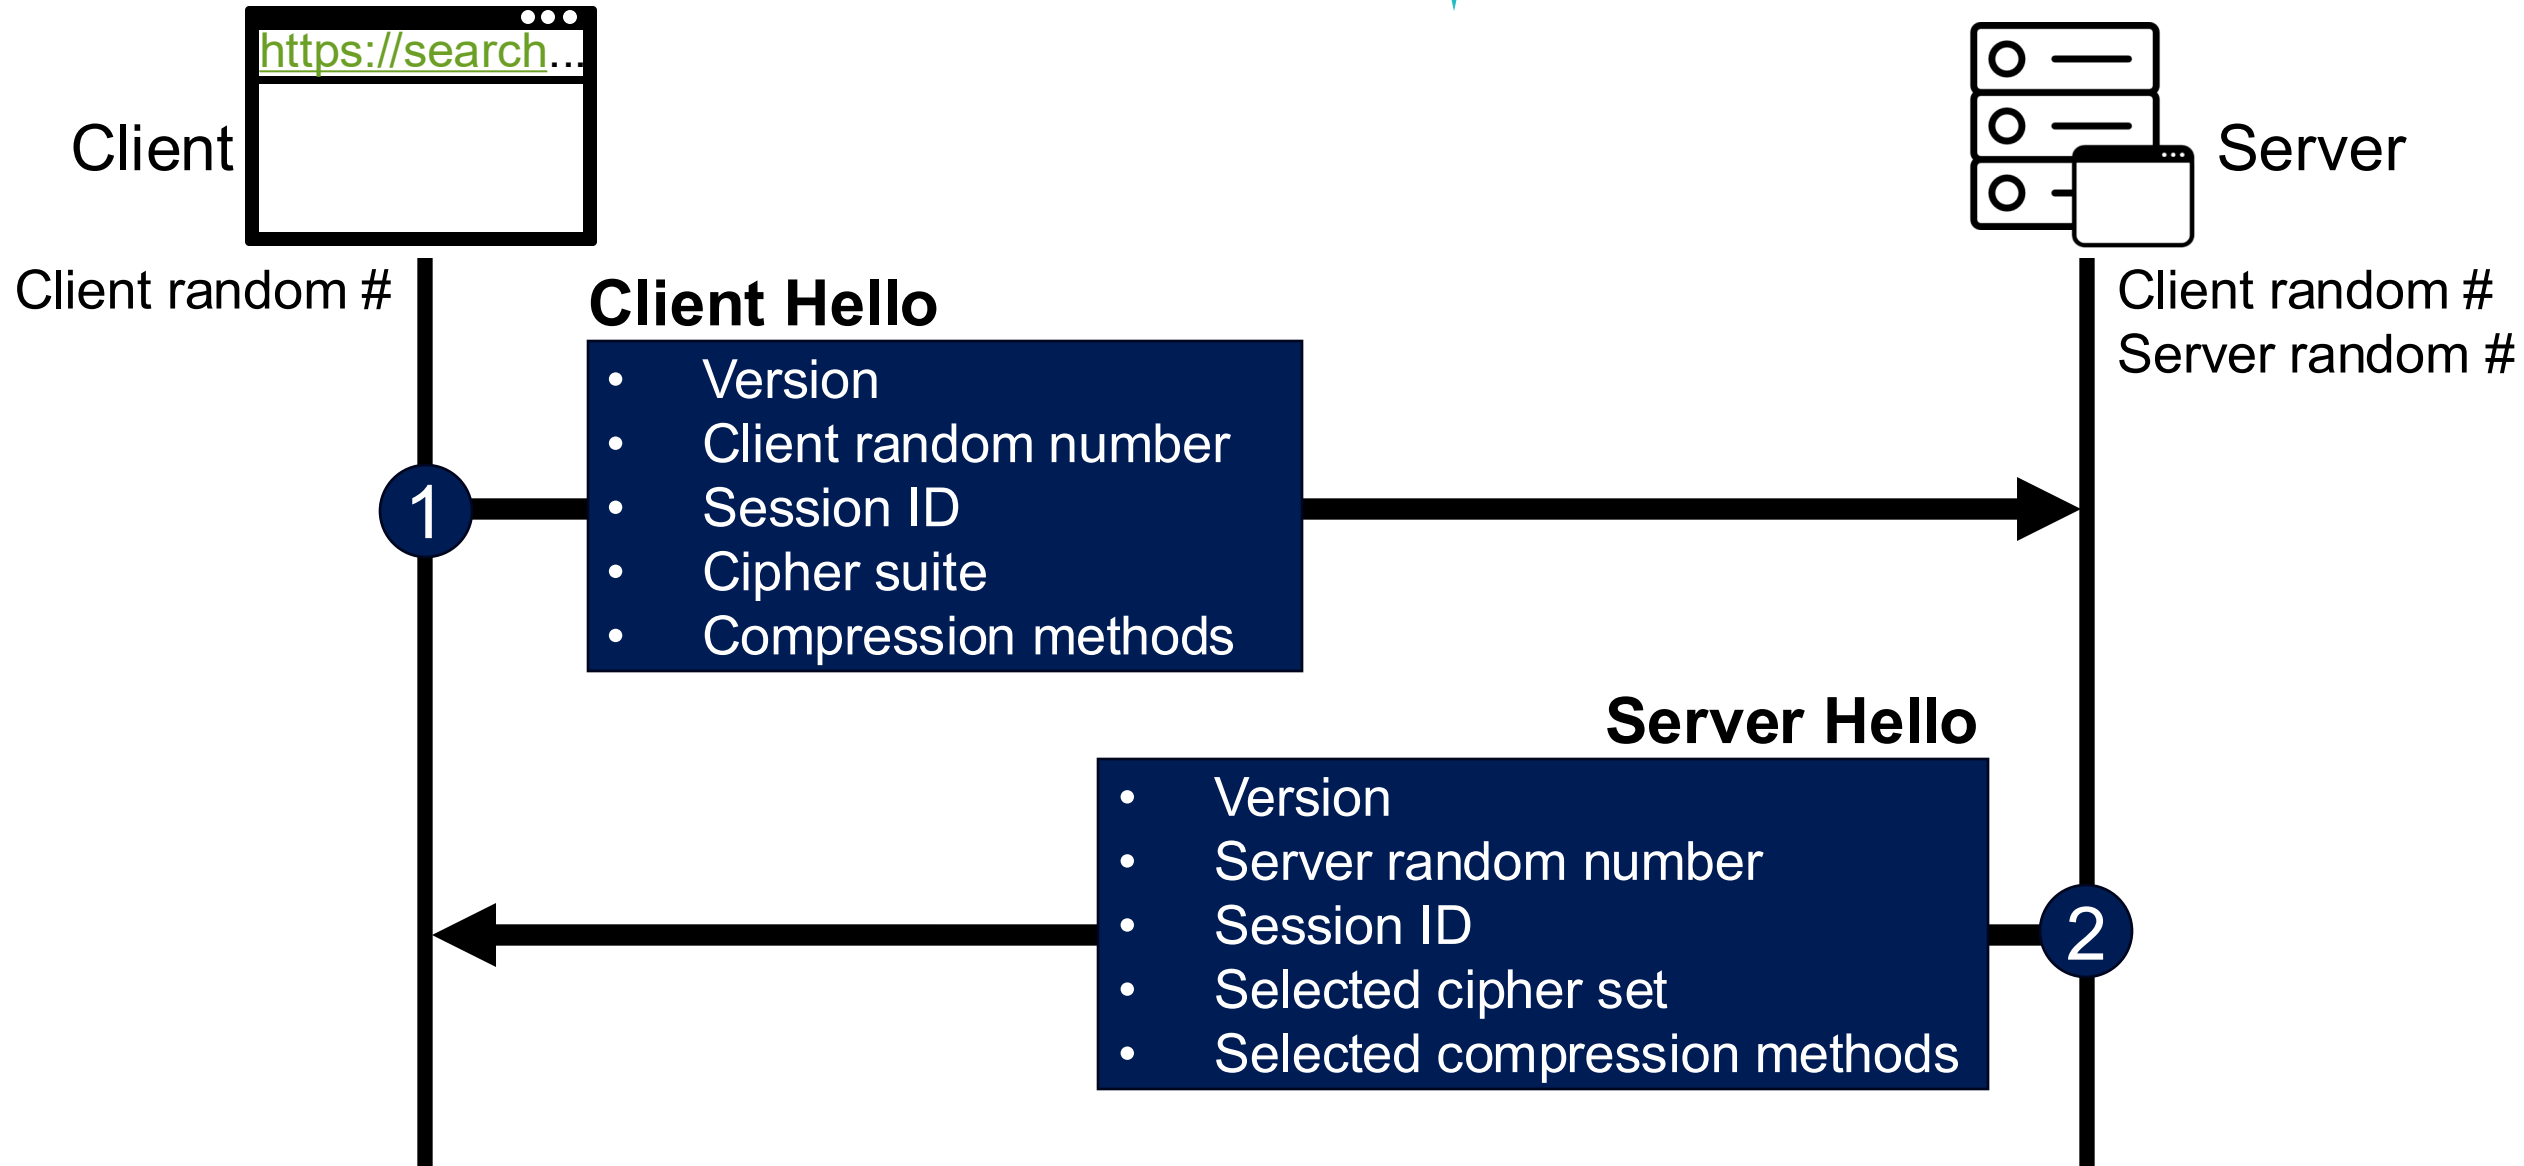 https://search...
Client
Server
Client random #
Client random #
Server random #
Client Hello
• Version
• Client random number
• Session ID
• Cipher suite
• Compression methods
1
Server Hello
• Version
• Server random number
• Session ID
• Selected cipher set
• Selected compression methods
2